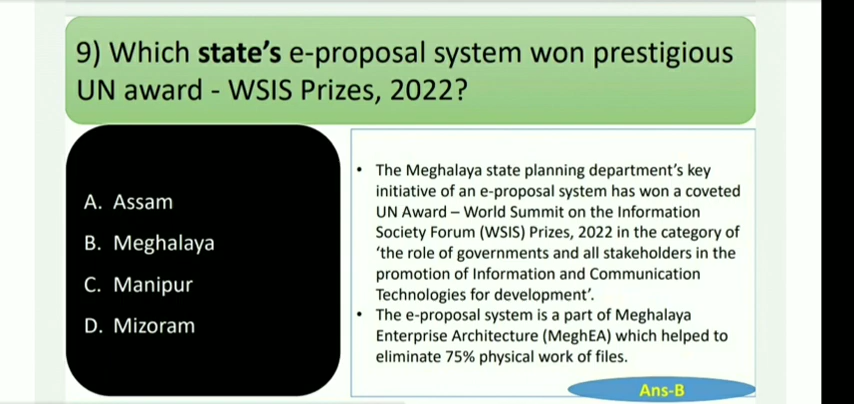 9) Which state's e-proposal system won prestigious
UN award - WSIS Prizes, 2022?
A. Assam
B. Meghalaya
C. Manipur
D. Mizoram
• The Meghalaya state planning department's key
initiative of an e-proposal system has won a coveted
UN Award – World Summit on the Information
Society Forum (WSIS) Prizes, 2022 in the category of
'the role of governments and all stakeholders in the
promotion of Information and Communication
Technologies for development'.
• The e-proposal system is a part of Meghalaya
Enterprise Architecture (MeghEA) which helped to
eliminate 75% physical work of files.
Ans-B